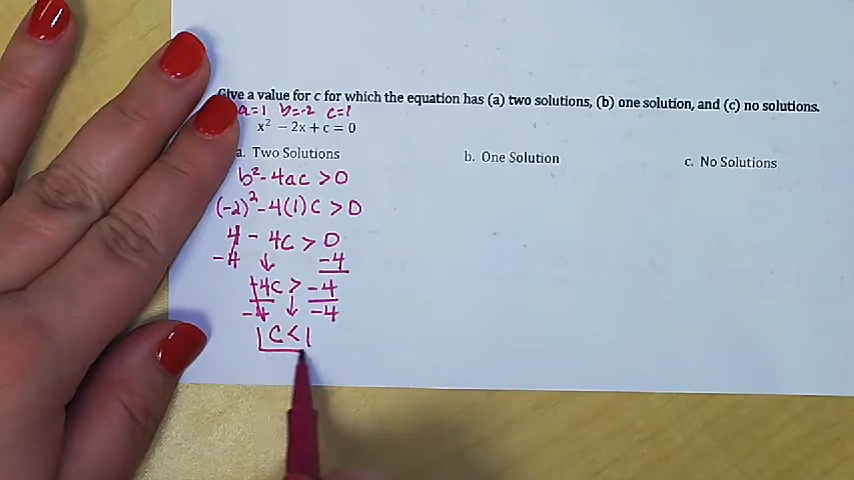 Give a value for c for which the equation has (a) two solutions, (b) one solution, and (c) no solutions.
a=1 b=-2 c=1
x² − 2x + c = 0
a. Two Solutions b. One Solution c. No Solutions
b²-4ac >0
(-2)²-4(1)c >0
4 - 4c > 0
-4 ↓ -4
-4c > -4
-4 ↓ -4
c<1